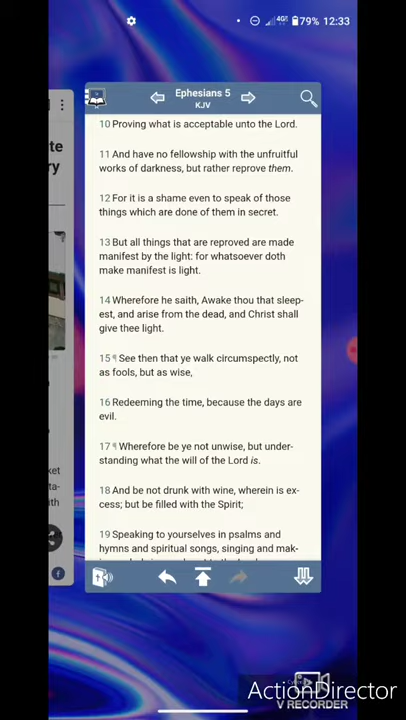 4G 79% 12:33
Ephesians 5
KJV
te
ry
10 Proving what is acceptable unto the Lord.
11 And have no fellowship with the unfruitful
works of darkness, but rather reprove them.
12 For it is a shame even to speak of those
things which are done of them in secret.
13 But all things that are reproved are made
manifest by the light: for whatsoever doth
make manifest is light.
14 Wherefore he saith, Awake thou that sleep-
est, and arise from the dead, and Christ shall
give thee light.
15 ¶ See then that ye walk circumspectly, not
as fools, but as wise,
16 Redeeming the time, because the days are
evil.
17 ¶ Wherefore be ye not unwise, but under-
standing what the will of the Lord is.
ket
ta-
ith
18 And be not drunk with wine, wherein is ex-
cess; but be filled with the Spirit;
19 Speaking to yourselves in psalms and
hymns and spiritual songs, singing and mak-
ActionDirector
V RECORDER